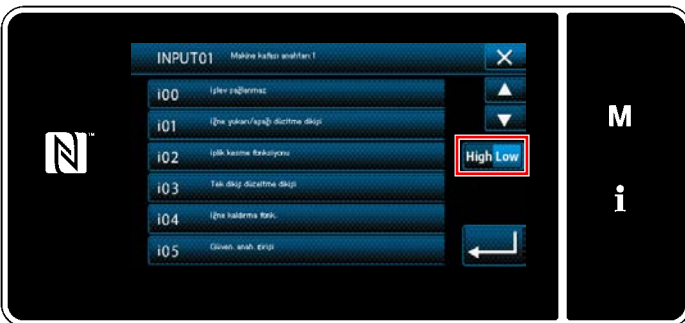 INPUT01 Makine kafası anahtarı 1
i00 İşlev sağlanmaz
i01 İğne yukarı/aşağı düzltme dikişi
i02 İplik kesme fonksiyonu
i03 Tek dikiş düzeltme dikişi
i04 İğne kaldırma fonk.
i05 Güven. anah. girişi
High Low
M
i
N